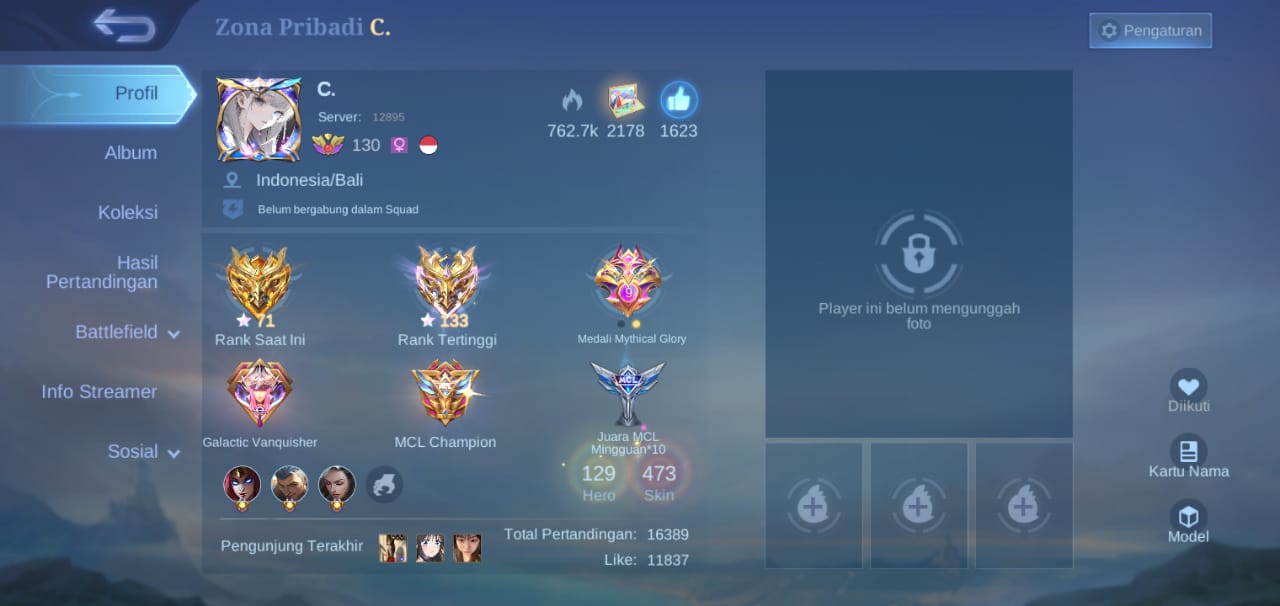 Zona Pribadi C.
Pengaturan
Profil
Album
Koleksi
Hasil
Pertandingan
Battlefield
Info Streamer
Sosial
C.
Server: 12895
130
762.7k 2178 1623
Indonesia/Bali
Belum bergabung dalam Squad
71
Rank Saat Ini
133
Rank Tertinggi
9
Medali Mythical Glory
Galactic Vanquisher
MCL Champion
MCL
Juara MCL
Mingguan*10
129
Hero
473
Skin
Pengunjung Terakhir
Total Pertandingan: 16389
Like: 11837
Player ini belum mengunggah
foto
Diikuti
Kartu Nama
Model